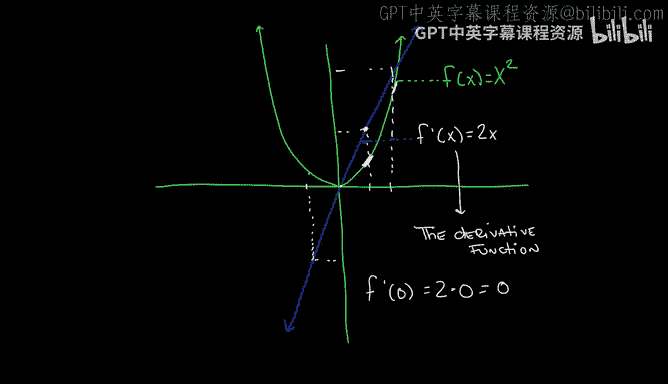 GPT中英字幕课程资源@bilibili
GPT中英字幕课程资源 bilibili
f(x)=x²
f'(x)=2x
THE DERIVATIVE
FUNCTION
f'(0) = 2·0 = 0